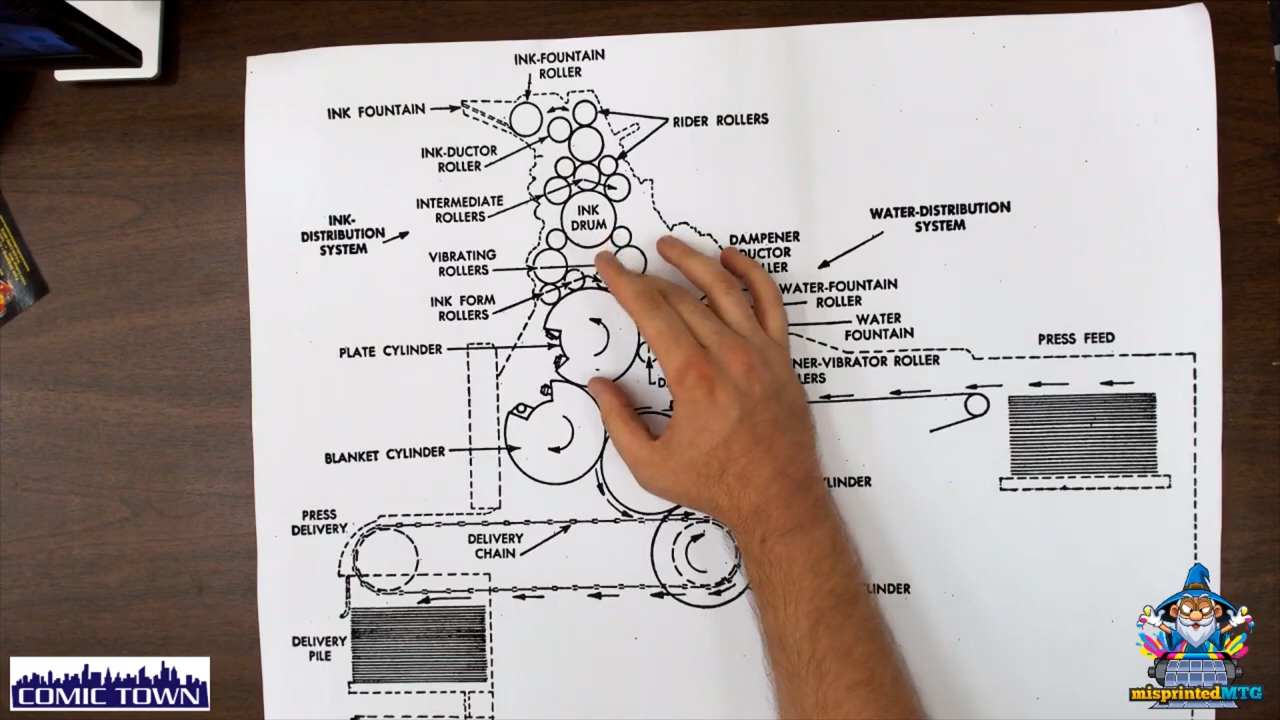 INK-FOUNTAIN
ROLLER
INK FOUNTAIN
RIDER ROLLERS
INK-DUCTOR
ROLLER
INTERMEDIATE
ROLLERS
INK
DRUM
INK-
DISTRIBUTION
SYSTEM
WATER-DISTRIBUTION
SYSTEM
DAMPENER
DUCTOR
VIBRATING
ROLLERS
WATER-FOUNTAIN
ROLLER
INK FORM
ROLLERS
WATER
FOUNTAIN
PRESS FEED
PLATE CYLINDER
ROLLER
BLANKET CYLINDER
PRESS
DELIVERY
DELIVERY
CHAIN
DELIVERY
PILE
COMIC TOWN
misprintedMTG